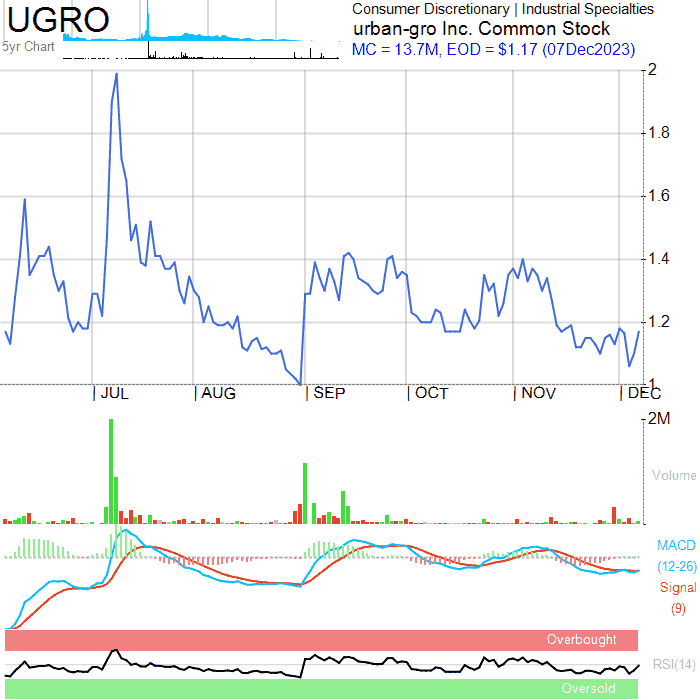 UGRO
5yr Chart
Consumer Discretionary | Industrial Specialties
urban-gro Inc. Common Stock
MC = 13.7M, EOD = $1.17 (07Dec2023)
2
1.8
1.6
1.4
1.2
1
JUL AUG SEP OCT NOV DEC
2M
Volume
MACD
(12-26)
Signal
(9)
Overbought
RSI(14)
Oversold